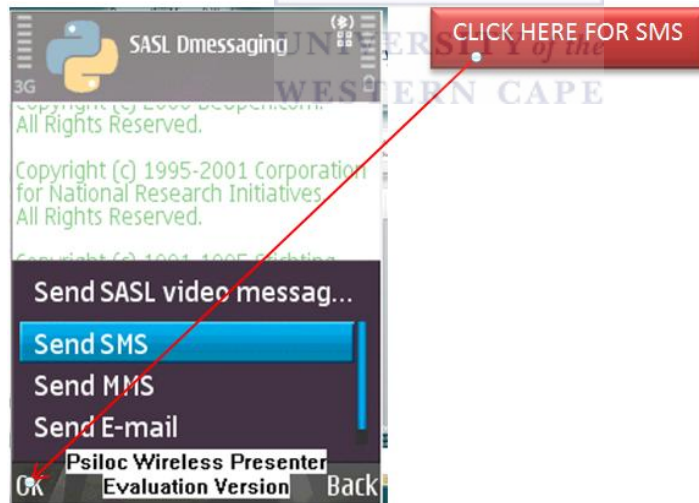 SASL Dmessaging
3G
UNIVERSITY of the
WESTERN CAPE
CLICK HERE FOR SMS
All Rights Reserved.
Copyright (c) 1995-2001 Corporation
for National Research Initiatives.
All Rights Reserved.
Send SASL video messag...
Send SMS
Send MMS
Send E-mail
Psiloc Wireless Presenter
Evaluation Version
OK
Back